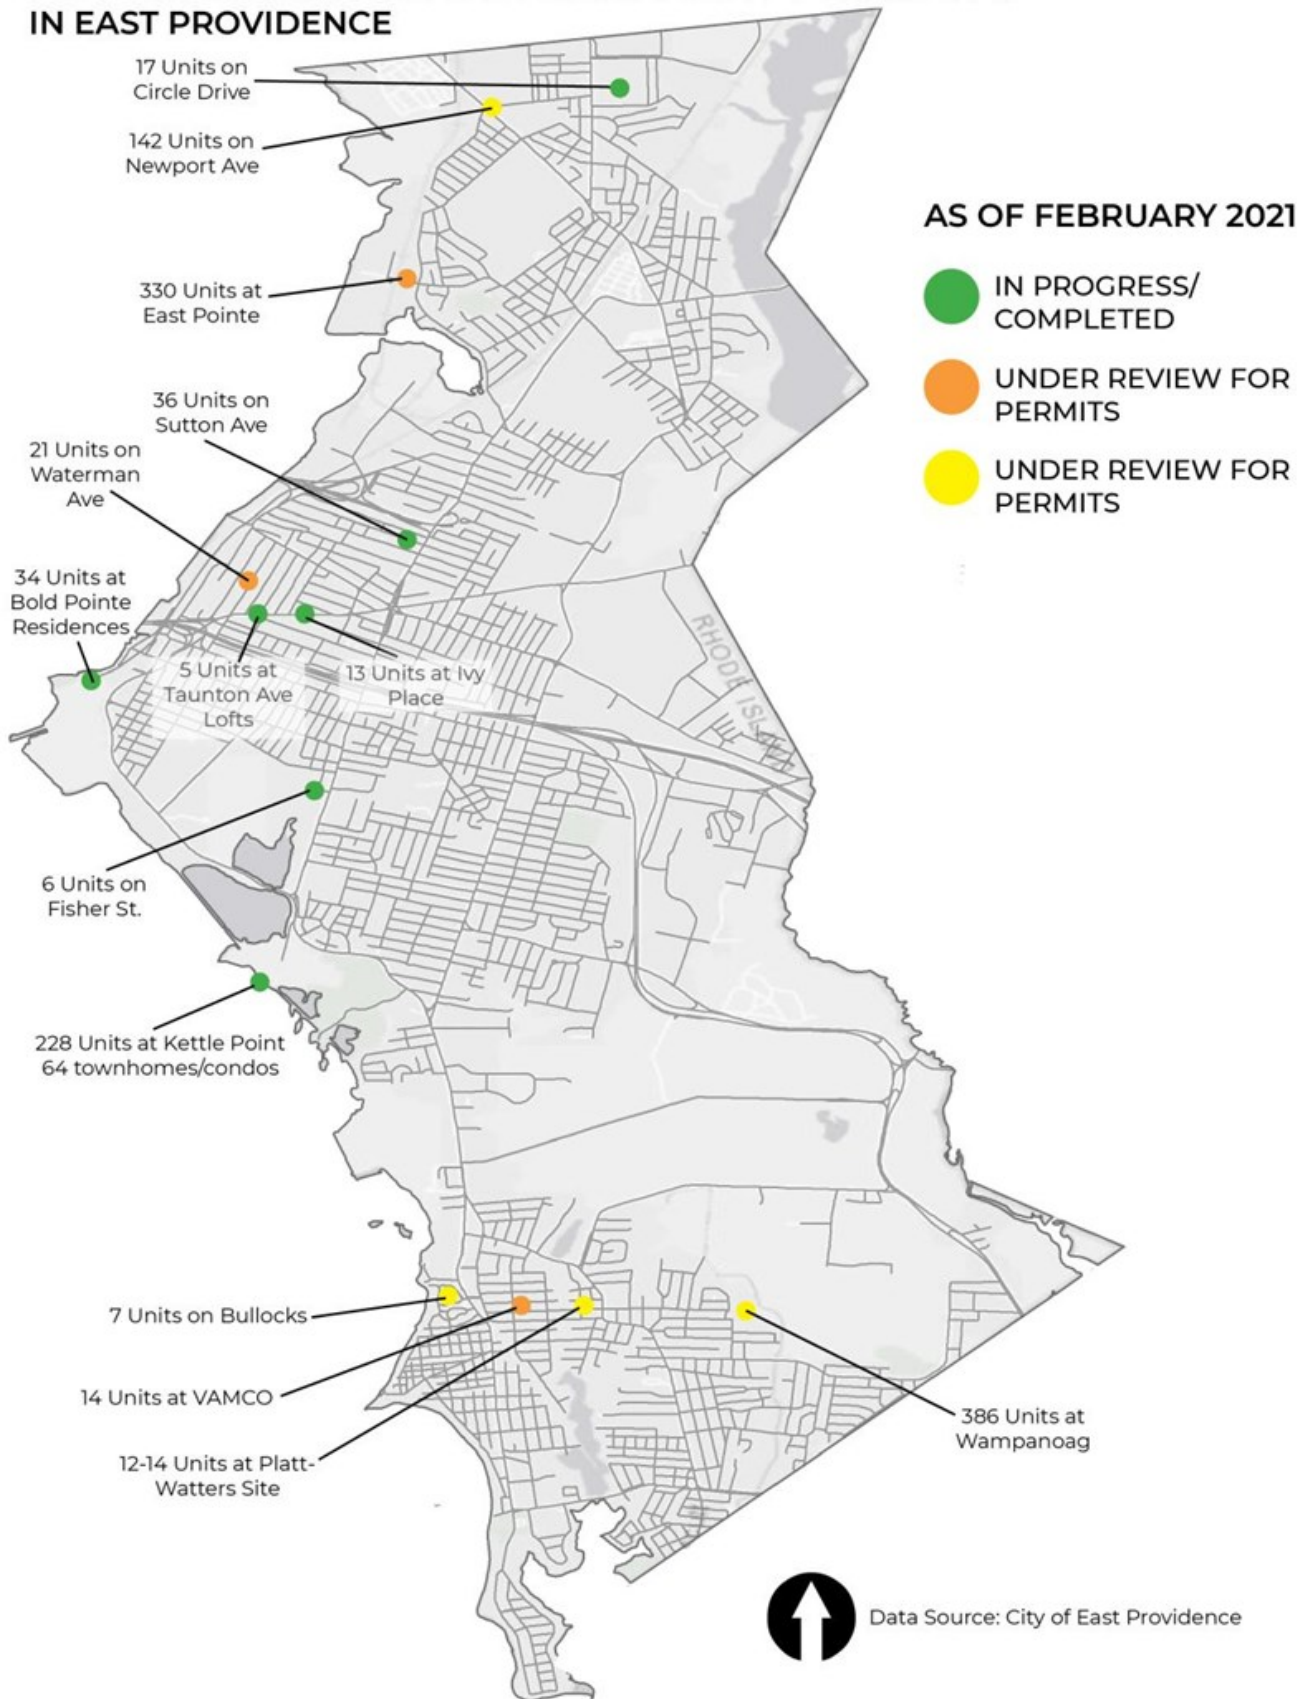 IN EAST PROVIDENCE
17 Units on
Circle Drive
142 Units on
Newport Ave
AS OF FEBRUARY 2021
IN PROGRESS/
COMPLETED
330 Units at
East Pointe
UNDER REVIEW FOR
PERMITS
36 Units on
Sutton Ave
21 Units on
Waterman
Ave
UNDER REVIEW FOR
PERMITS
34 Units at
Bold Pointe
Residences
5 Units at
Taunton Ave
Lofts
13 Units at Ivy
Place
RHODE ISLAND
6 Units on
Fisher St.
228 Units at Kettle Point
64 townhomes/condos
7 Units on Bullocks
14 Units at VAMCO
12-14 Units at Platt-
Watters Site
386 Units at
Wampanoag
Data Source: City of East Providence